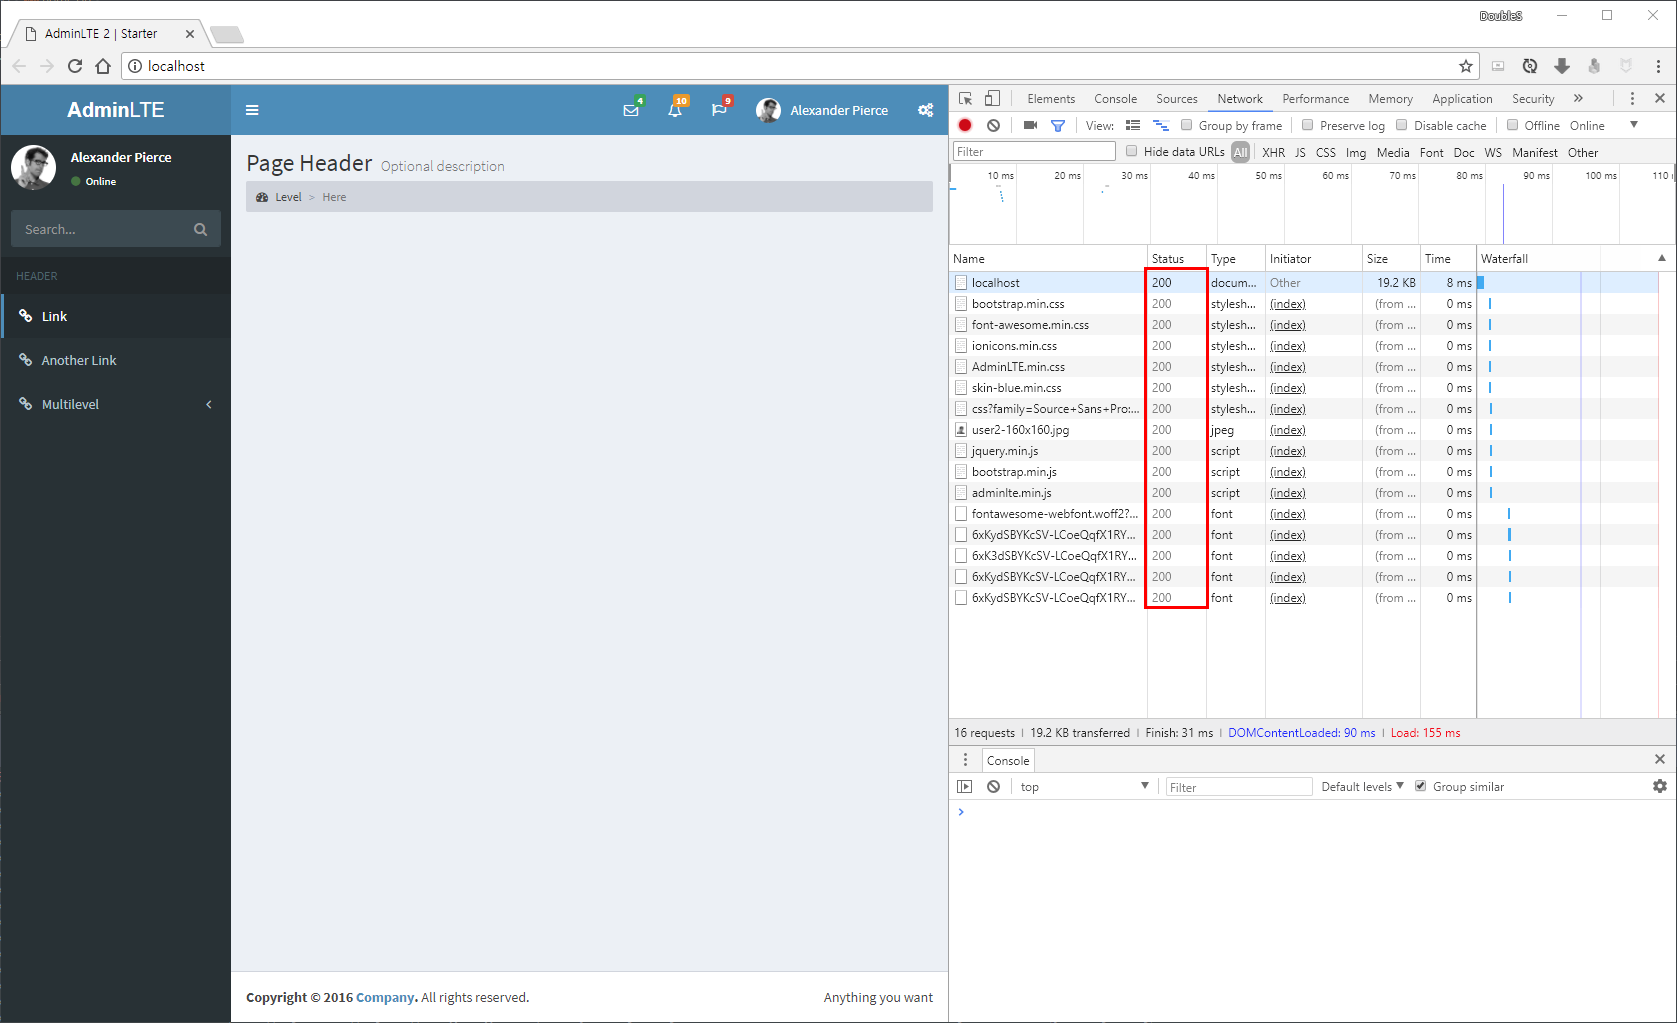 DoubleS
AdminLTE 2 | Starter
localhost
AdminLTE
4
10
9
Alexander Pierce
Alexander Pierce
Online
Search...
HEADER
Link
Another Link
Multilevel
Page Header Optional description
Level > Here
Copyright © 2016 Company. All rights reserved.
Anything you want
Elements Console Sources Network Performance Memory Application Security »
View: Group by frame Preserve log Disable cache Offline Online
Filter Hide data URLs All XHR JS CSS Img Media Font Doc WS Manifest Other
10 ms 20 ms 30 ms 40 ms 50 ms 60 ms 70 ms 80 ms 90 ms 100 ms 110
Name Status Type Initiator Size Time Waterfall
localhost 200 docum... Other 19.2 KB 8 ms
bootstrap.min.css 200 stylesh... (index) (from ... 0 ms
font-awesome.min.css 200 stylesh... (index) (from ... 0 ms
ionicons.min.css 200 stylesh... (index) (from ... 0 ms
AdminLTE.min.css 200 stylesh... (index) (from ... 0 ms
skin-blue.min.css 200 stylesh... (index) (from ... 0 ms
css?family=Source+Sans+Pro:... 200 stylesh... (index) (from ... 0 ms
user2-160x160.jpg 200 jpeg (index) (from ... 0 ms
jquery.min.js 200 script (index) (from ... 0 ms
bootstrap.min.js 200 script (index) (from ... 0 ms
adminlte.min.js 200 script (index) (from ... 0 ms
fontawesome-webfont.woff2?... 200 font (index) (from ... 0 ms
6xKydSBYKcSV-LCoeQqfX1RY... 200 font (index) (from ... 0 ms
6xK3dSBYKcSV-LCoeQqfX1RY... 200 font (index) (from ... 0 ms
6xKydSBYKcSV-LCoeQqfX1RY... 200 font (index) (from ... 0 ms
6xKydSBYKcSV-LCoeQqfX1RY... 200 font (index) (from ... 0 ms
16 requests | 19.2 KB transferred | Finish: 31 ms | DOMContentLoaded: 90 ms | Load: 155 ms
Console
top Filter Default levels Group similar